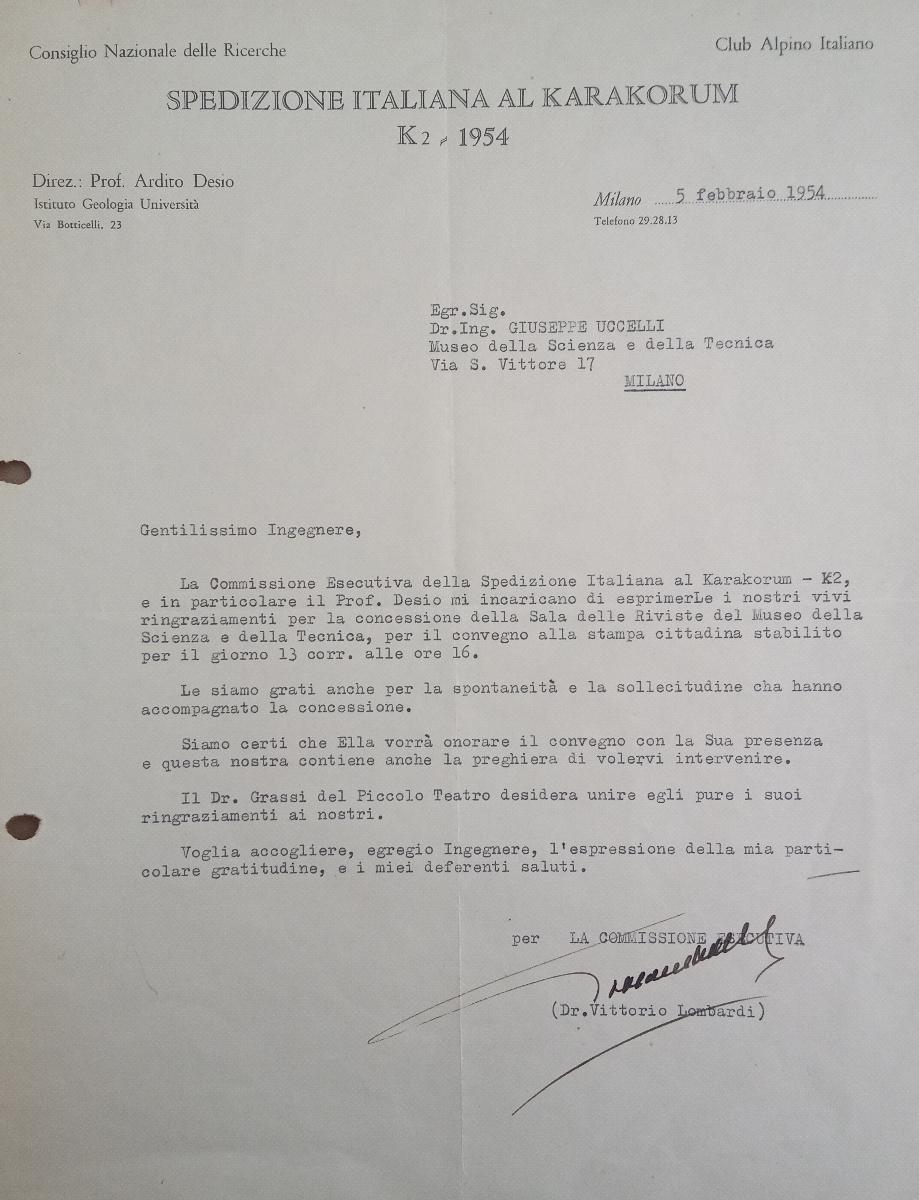 Consiglio Nazionale delle Ricerche
Club Alpino Italiano
SPEDIZIONE ITALIANA AL KARAKORUM
K2 - 1954
Direz.: Prof. Ardito Desio
Istituto Geologia Università
Via Botticelli, 23
Milano 5 febbraio 1954
Telefono 29.28.13
Egr.Sig.
Dr.Ing. GIUSEPPE UCCELLI
Museo della Scienza e della Tecnica
Via S. Vittore 17
MILANO
Gentilissimo Ingegnere,
La Commissione Esecutiva della Spedizione Italiana al Karakorum - K2,
e in particolare il Prof. Desio mi incaricano di esprimerLe i nostri vivi
ringraziamenti per la concessione della Sala delle Riviste del Museo della
Scienza e della Tecnica, per il convegno alla stampa cittadina stabilito
per il giorno 13 corr. alle ore 16.
Le siamo grati anche per la spontaneità e la sollecitudine cha hanno
accompagnato la concessione.
Siamo certi che Ella vorrà onorare il convegno con la Sua presenza
e questa nostra contiene anche la preghiera di volervi intervenire.
Il Dr. Grassi del Piccolo Teatro desidera unire egli pure i suoi
ringraziamenti ai nostri.
Voglia accogliere, egregio Ingegnere, l'espressione della mia parti-
colare gratitudine, e i miei deferenti saluti.
per LA COMMISSIONE ESECUTIVA
(Dr.Vittorio Lombardi)